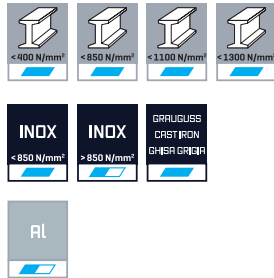 <400 N/mm²
<850 N/mm²
<1100 N/mm²
<1300 N/mm²
INOX
<850 N/mm²
INOX
>850 N/mm²
GRAUGUSS
CAST IRON
GHISA GRIGIA
Al